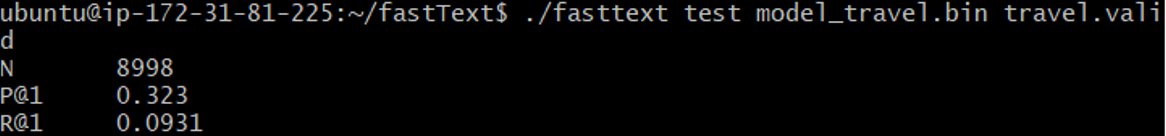 ubuntu@ip-172-31-81-225:~/fastText$ ./fasttext test model_travel.bin travel.vali
d
N 8998
P@1 0.323
R@1 0.0931